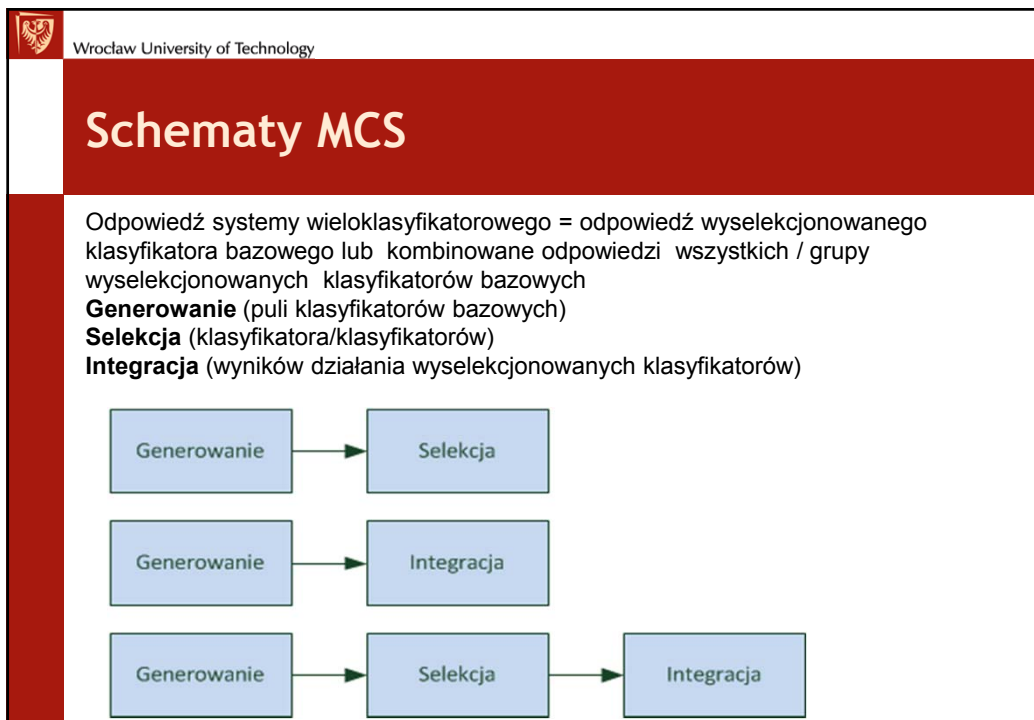 Wrocław University of Technology
Schematy MCS
Odpowiedź systemy wieloklasyfikatorowego = odpowiedź wyselekcjonowanego
klasyfikatora bazowego lub kombinowane odpowiedzi wszystkich / grupy
wyselekcjonowanych klasyfikatorów bazowych
Generowanie (puli klasyfikatorów bazowych)
Selekcja (klasyfikatora/klasyfikatorów)
Integracja (wyników działania wyselekcjonowanych klasyfikatorów)
Generowanie Selekcja
Generowanie Integracja
Generowanie Selekcja Integracja